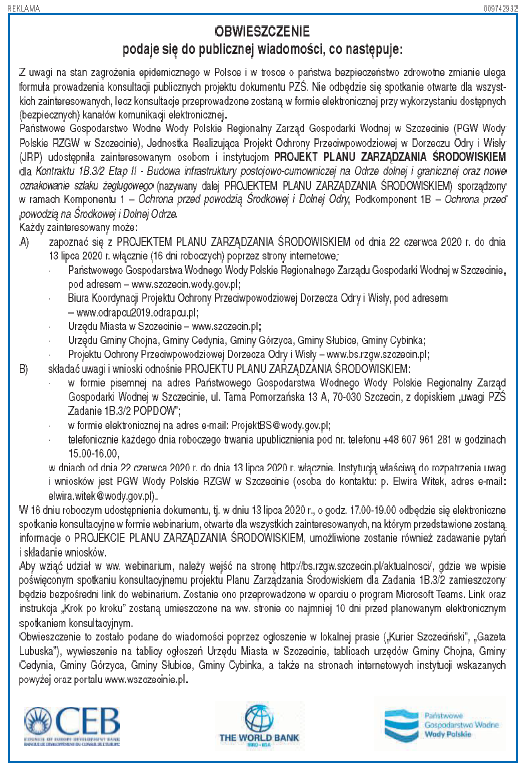 REKLAMA 009742932
OBWIESZCZENIE
podaje się do publicznej wiadomości, co następuje:
Z uwagi na stan zagrożenia epidemicznego w Polsce i w trosce o państwa bezpieczeństwo zdrowotne zmianie ulega
formuła prowadzenia konsultacji publicznych projektu dokumentu PZŚ. Nie odbędzie się spotkanie otwarte dla wszyst-
kich zainteresowanych, lecz konsultacje przeprowadzone zostaną w formie elektronicznej przy wykorzystaniu dostępnych
(bezpiecznych) kanałów komunikacji elektronicznej.
Państwowe Gospodarstwo Wodne Wody Polskie Regionalny Zarząd Gospodarki Wodnej w Szczecinie (PGW Wody
Polskie RZGW w Szczecinie), Jednostka Realizująca Projekt Ochrony Przeciwpowodziowej w Dorzeczu Odry i Wisły
(JRP) udostępniła zainteresowanym osobom i instytucjom PROJEKT PLANU ZARZĄDZANIA ŚRODOWISKIEM
dla Kontraktu 1B.3/2 Etap II - Budowa infrastruktury postojowo-cumowniczej na Odrze dolnej i granicznej oraz nowe
oznakowanie szlaku żeglugowego (nazywany dalej PROJEKTEM PLANU ZARZĄDZANIA ŚRODOWISKIEM) sporządzony
w ramach Komponentu 1 – Ochrona przed powodzią Środkowej i Dolnej Odry, Podkomponent 1B – Ochrona przed
powodzią na Środkowej i Dolnej Odrze.
Każdy zainteresowany może:
A) zapoznać się z PROJEKTEM PLANU ZARZĄDZANIA ŚRODOWISKIEM od dnia 22 czerwca 2020 r. do dnia
13 lipca 2020 r. włącznie (16 dni roboczych) poprzez strony internetowe:
· Państwowego Gospodarstwa Wodnego Wody Polskie Regionalnego Zarządu Gospodarki Wodnej w Szczecinie,
pod adresem – www.szczecin.wody.gov.pl;
· Biura Koordynacji Projektu Ochrony Przeciwpowodziowej Dorzecza Odry i Wisły, pod adresem:
– www.odrapcu2019.odrapcu.pl;
· Urzędu Miasta w Szczecinie – www.szczecin.pl;
· Urzędu Gminy Chojna, Gminy Cedynia, Gminy Górzyca, Gminy Słubice, Gminy Cybinka;
· Projektu Ochrony Przeciwpowodziowej Dorzecza Odry i Wisły – www.bs.rzgw.szczecin.pl;
B) składać uwagi i wnioski odnośnie PROJEKTU PLANU ZARZĄDZANIA ŚRODOWISKIEM:
· w formie pisemnej na adres Państwowego Gospodarstwa Wodnego Wody Polskie Regionalny Zarząd
Gospodarki Wodnej w Szczecinie, ul. Tama Pomorzańska 13 A, 70-030 Szczecin, z dopiskiem „uwagi PZŚ
Zadanie 1B.3/2 POPDOW”;
· w formie elektronicznej na adres e-mail: ProjektBS@wody.gov.pl;
· telefonicznie każdego dnia roboczego trwania upublicznienia pod nr. telefonu +48 607 961 281 w godzinach
15.00-16.00,
w dniach od dnia 22 czerwca 2020 r. do dnia 13 lipca 2020 r. włącznie. Instytucją właściwą do rozpatrzenia uwag
i wniosków jest PGW Wody Polskie RZGW w Szczecinie (osoba do kontaktu: p. Elwira Witek, adres e-mail:
elwira.witek@wody.gov.pl).
W 16 dniu roboczym udostępnienia dokumentu, tj. w dniu 13 lipca 2020 r., o godz. 17.00-19.00 odbędzie się elektroniczne
spotkanie konsultacyjne w formie webinarium, otwarte dla wszystkich zainteresowanych, na którym przedstawione zostaną
informacje o PROJEKCIE PLANU ZARZĄDZANIA ŚRODOWISKIEM, umożliwione zostanie również zadawanie pytań
i składanie wniosków.
Aby wziąć udział w ww. webinarium, należy wejść na stronę http://bs.rzgw.szczecin.pl/aktualnosci/, gdzie we wpisie
poświęconym spotkaniu konsultacyjnemu projektu Planu Zarządzania Środowiskiem dla Zadania 1B.3/2 zamieszczony
będzie bezpośredni link do webinarium. Zostanie ono przeprowadzone w oparciu o program Microsoft Teams. Link oraz
instrukcja „Krok po kroku” zostaną umieszczone na ww. stronie co najmniej 10 dni przed planowanym elektronicznym
spotkaniem konsultacyjnym.
Obwieszczenie to zostało podane do wiadomości poprzez ogłoszenie w lokalnej prasie („Kurier Szczeciński”, „Gazeta
Lubuska”), wywieszenie na tablicy ogłoszeń Urzędu Miasta w Szczecinie, tablicach urzędów Gminy Chojna, Gminy
Cedynia, Gminy Górzyca, Gminy Słubice, Gminy Cybinka, a także na stronach internetowych instytucji wskazanych
powyżej oraz portalu www.wszczecinie.pl.
CEB
COUNCIL OF EUROPE DEVELOPMENT BANK
BANQUE DE DÉVELOPPEMENT DU CONSEIL DE L'EUROPE
THE WORLD BANK
IBRD • IDA
Państwowe
Gospodarstwo Wodne
Wody Polskie